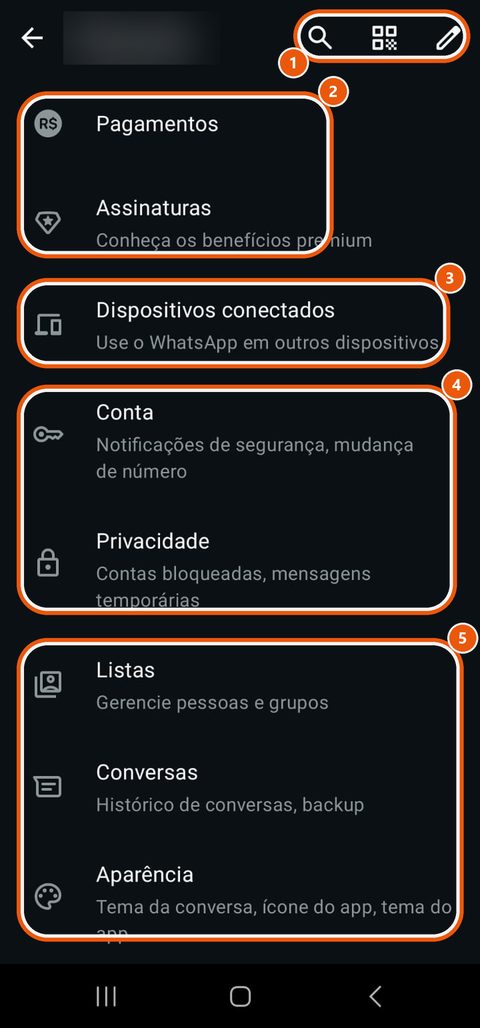 1
2
R$ Pagamentos
Assinaturas
Conheça os benefícios premium
3
Dispositivos conectados
Use o WhatsApp em outros dispositivos
4
Conta
Notificações de segurança, mudança
de número
Privacidade
Contas bloqueadas, mensagens
temporárias
5
Listas
Gerencie pessoas e grupos
Conversas
Histórico de conversas, backup
Aparência
Tema da conversa, ícone do app, tema do
app